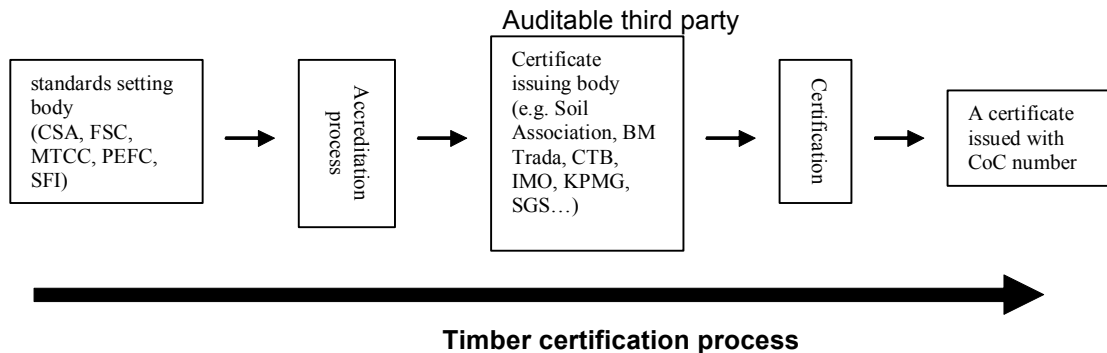 Auditable third party
standards setting
body
(CSA, FSC,
MTCC, PEFC,
SFI)
Accreditation
process
Certificate
issuing body
(e.g. Soil
Association, BM
Trada, CTB,
IMO, KPMG,
SGS…)
Certification
A certificate
issued with
CoC number
Timber certification process